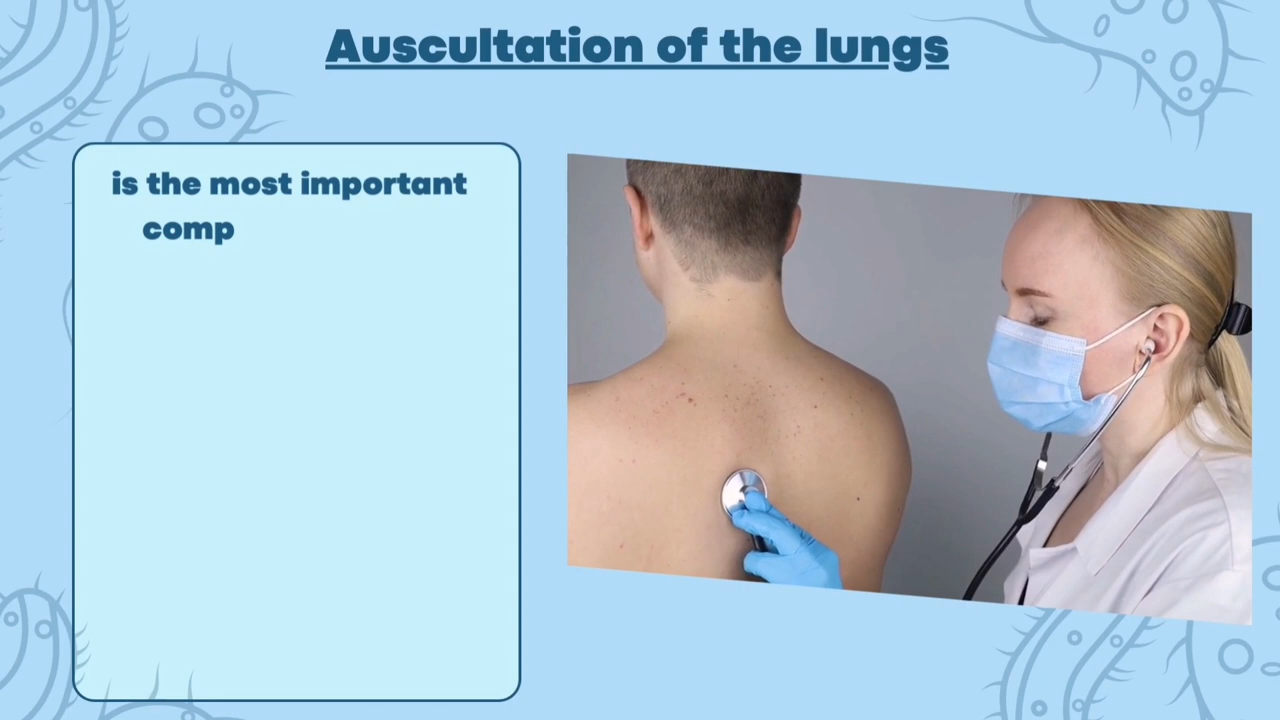 Auscultation of the lungs
is the most important
comp